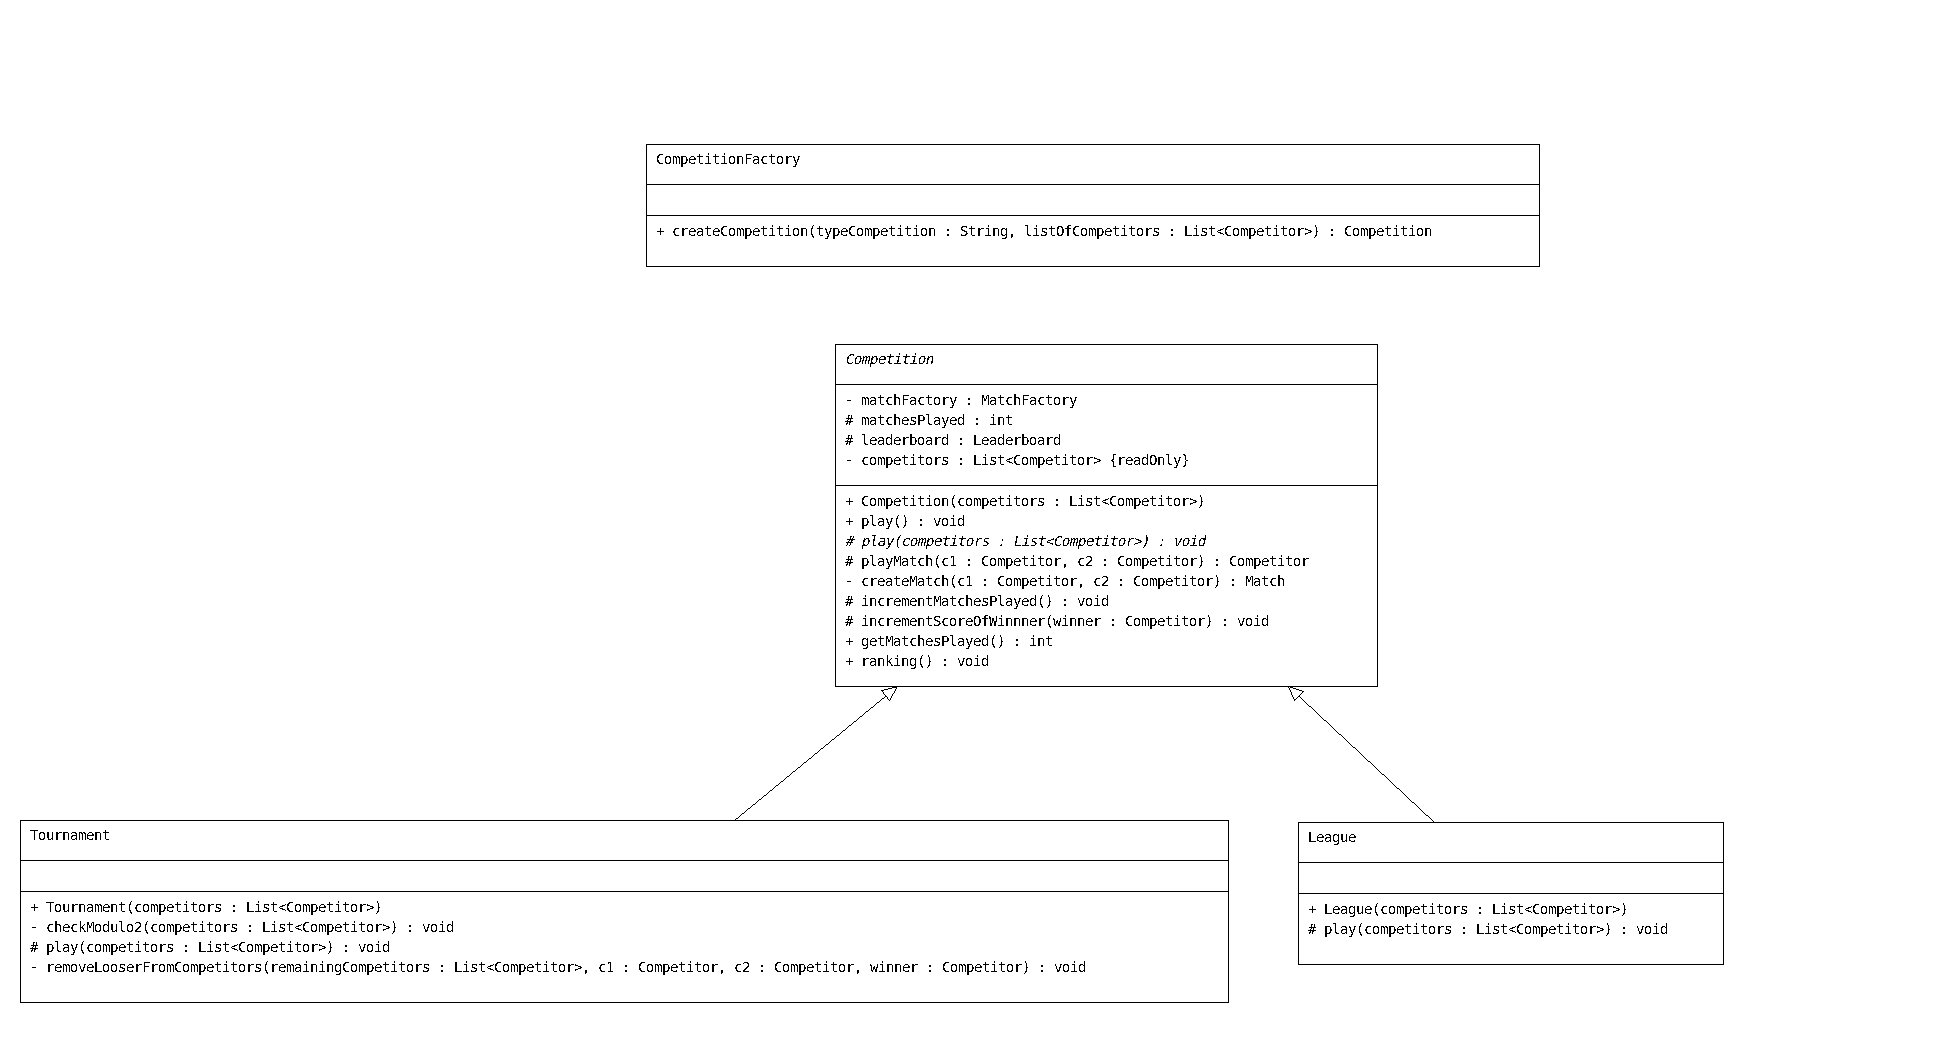 CompetitionFactory
+ createCompetition(typeCompetition : String, listOfCompetitors : List<Competitor>) : Competition
Competition
- matchFactory : MatchFactory
# matchesPlayed : int
# leaderboard : Leaderboard
- competitors : List<Competitor> {readOnly}
+ Competition(competitors : List<Competitor>)
+ play() : void
# play(competitors : List<Competitor>) : void
# playMatch(c1 : Competitor, c2 : Competitor) : Competitor
- createMatch(c1 : Competitor, c2 : Competitor) : Match
# incrementMatchesPlayed() : void
# incrementScoreOfWinnner(winner : Competitor) : void
+ getMatchesPlayed() : int
+ ranking() : void
Tournament
+ Tournament(competitors : List<Competitor>)
- checkModulo2(competitors : List<Competitor>) : void
# play(competitors : List<Competitor>) : void
- removeLooserFromCompetitors(remainingCompetitors : List<Competitor>, c1 : Competitor, c2 : Competitor, winner : Competitor) : void
League
+ League(competitors : List<Competitor>)
# play(competitors : List<Competitor>) : void